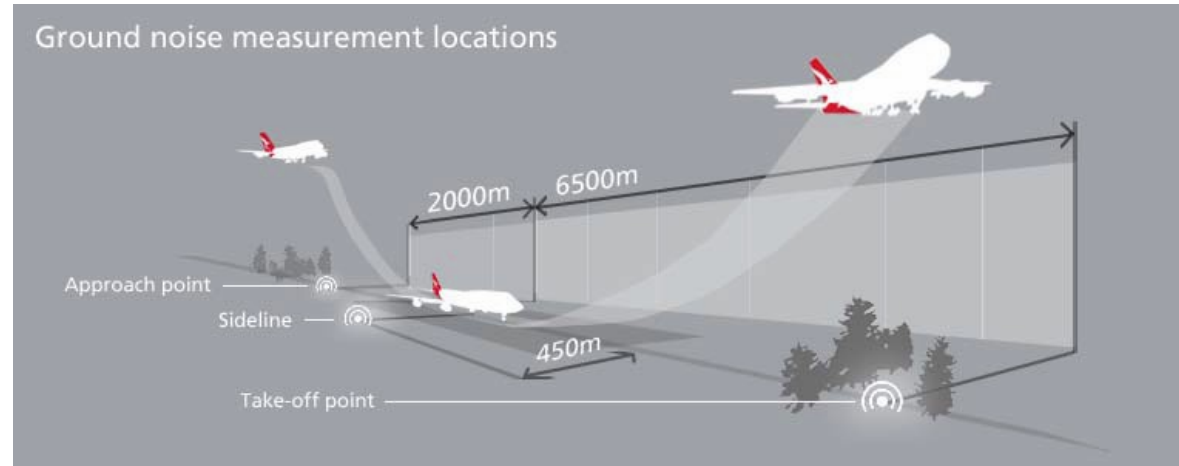 Ground noise measurement locations
2000m
6500m
Approach point
Sideline
450m
Take-off point